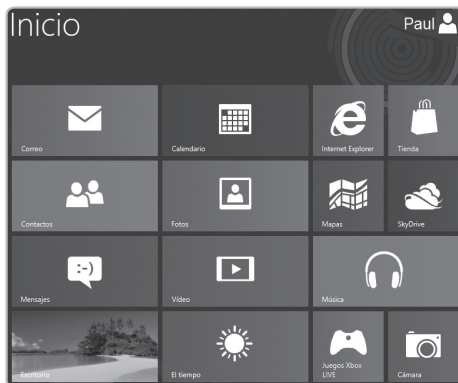 Inicio
Paul
Correo
Calendario
Internet Explorer
Tienda
Contactos
Fotos
Mapas
SkyDrive
Mensajes
:-)
Vídeo
Música
Escritorio
El tiempo
Juegos Xbox
LIVE
Cámara